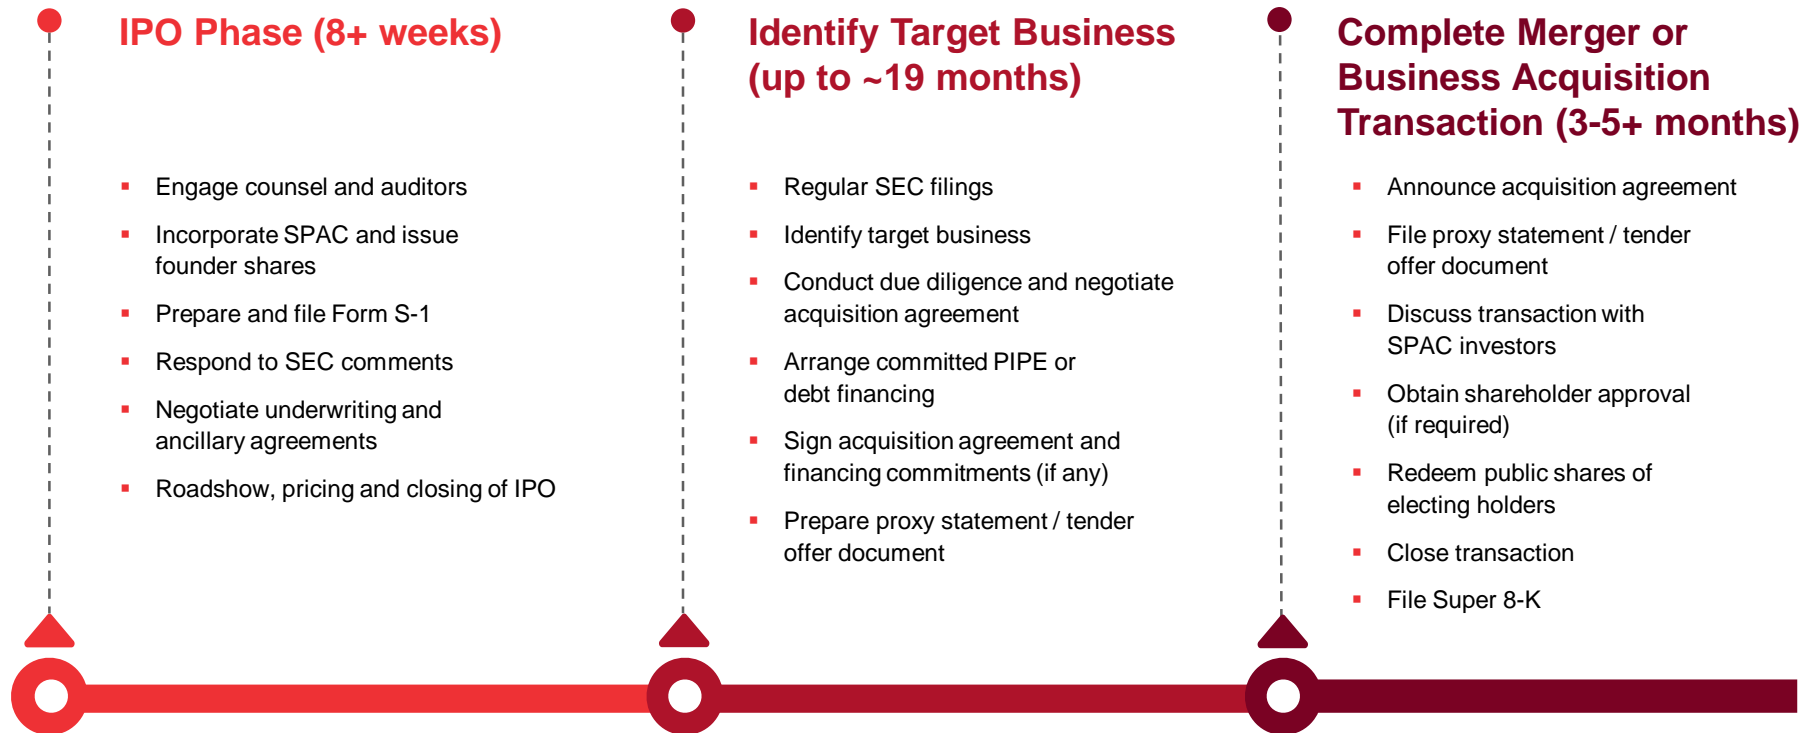 IPO Phase (8+ weeks)
▪ Engage counsel and auditors
▪ Incorporate SPAC and issue
founder shares
▪ Prepare and file Form S-1
▪ Respond to SEC comments
▪ Negotiate underwriting and
ancillary agreements
▪ Roadshow, pricing and closing of IPO
Identify Target Business
(up to ~19 months)
▪ Regular SEC filings
▪ Identify target business
▪ Conduct due diligence and negotiate
acquisition agreement
▪ Arrange committed PIPE or
debt financing
▪ Sign acquisition agreement and
financing commitments (if any)
▪ Prepare proxy statement / tender
offer document
Complete Merger or
Business Acquisition
Transaction (3-5+ months)
▪ Announce acquisition agreement
▪ File proxy statement / tender
offer document
▪ Discuss transaction with
SPAC investors
▪ Obtain shareholder approval
(if required)
▪ Redeem public shares of
electing holders
▪ Close transaction
▪ File Super 8-K